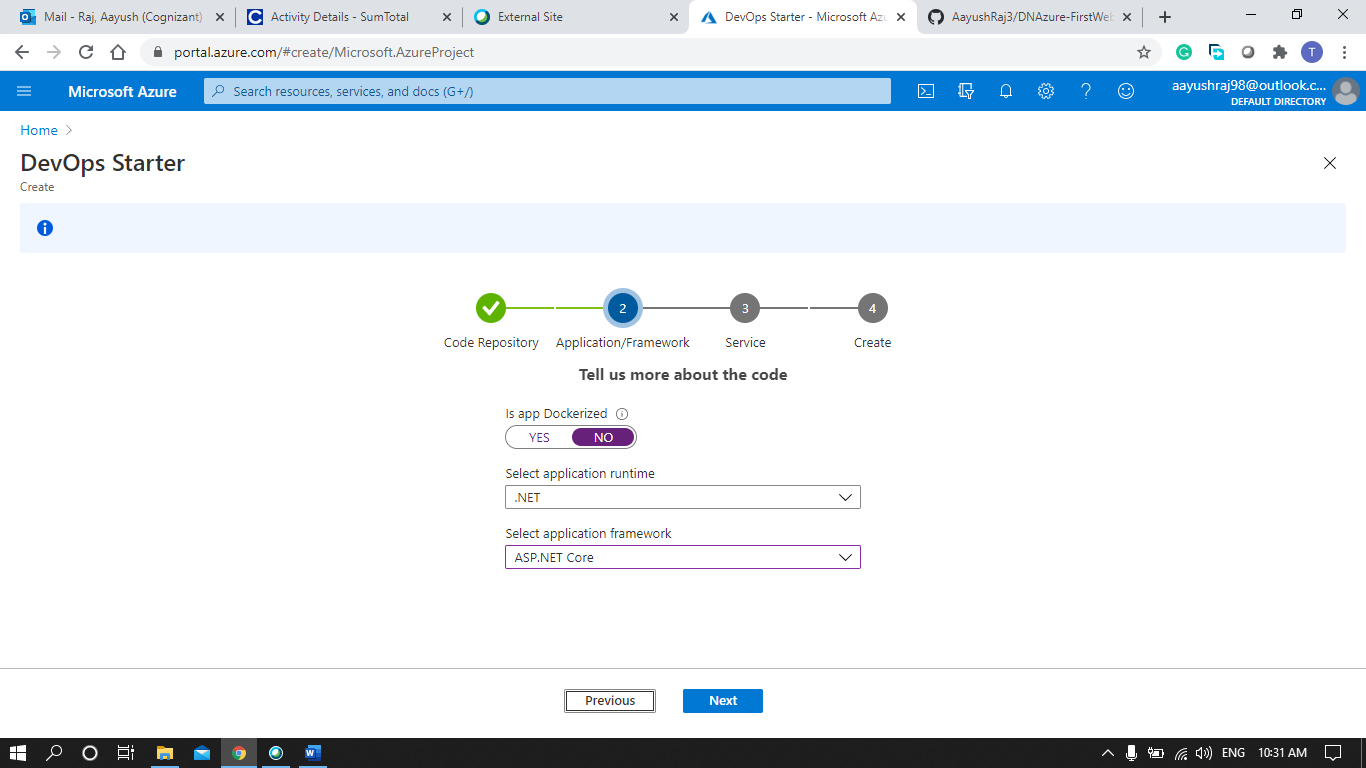 Mail - Raj, Aayush (Cognizant)
Activity Details - SumTotal
External Site
DevOps Starter - Microsoft Az
AayushRaj3/DNAzure-FirstWeb
portal.azure.com/#create/Microsoft.AzureProject
T
Microsoft Azure
Search resources, services, and docs (G+/)
aayushraj98@outlook.c...
DEFAULT DIRECTORY
Home
DevOps Starter
Create
2
3
4
Code Repository
Application/Framework
Service
Create
Tell us more about the code
Is app Dockerized
YES
NO
Select application runtime
.NET
Select application framework
ASP.NET Core
Previous
Next
ENG
10:31 AM